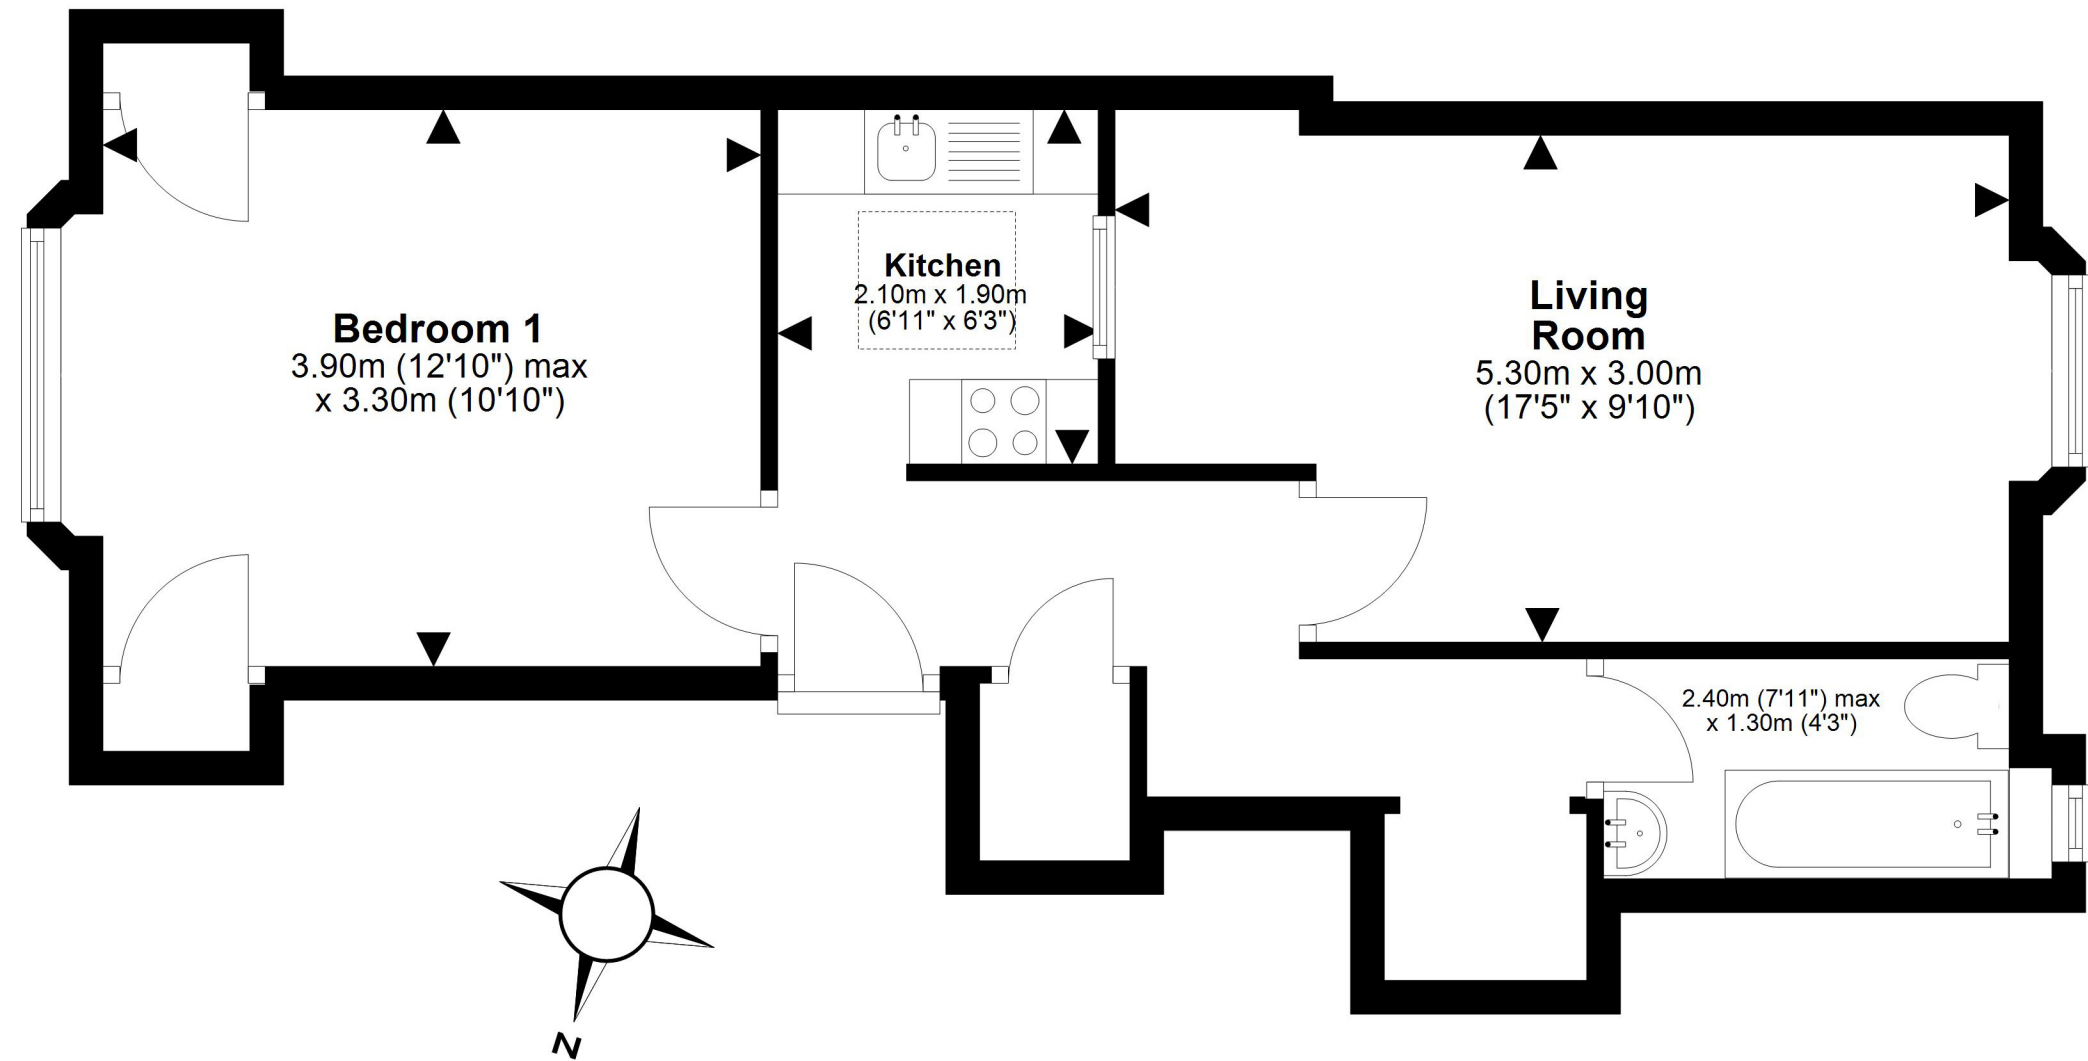 Bedroom 1
3.90m (12'10") max
x 3.30m (10'10")
Kitchen
2.10m x 1.90m
(6'11" x 6'3")
Living
Room
5.30m x 3.00m
(17'5" x 9'10")
2.40m (7'11") max
x 1.30m (4'3")
N